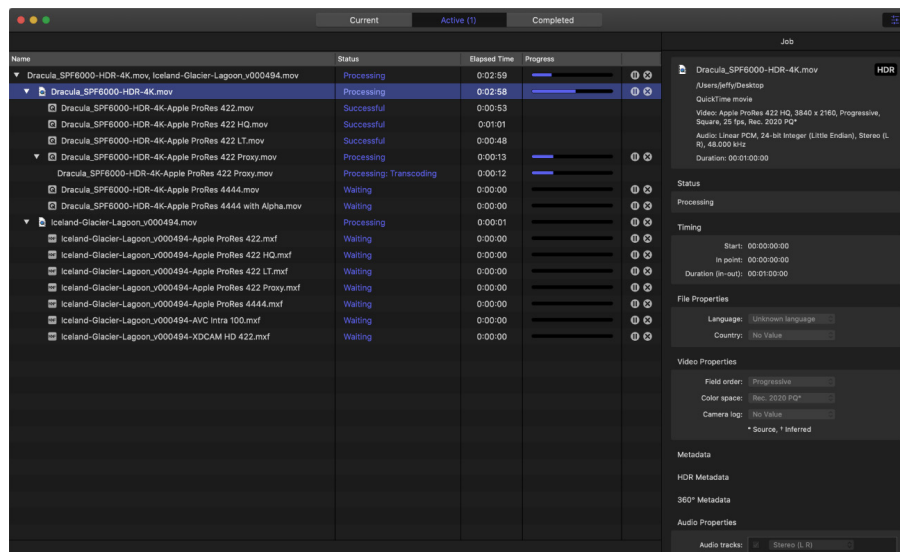 Current Active (1) Completed
Job
Name Status Elapsed Time Progress
Dracula_SPF6000-HDR-4K.mov, Iceland-Glacier-Lagoon_v000494.mov Processing 0:02:59
Dracula_SPF6000-HDR-4K.mov Processing 0:02:58
Dracula_SPF6000-HDR-4K-Apple ProRes 422.mov Successful 0:00:53
Dracula_SPF6000-HDR-4K-Apple ProRes 422 HQ.mov Successful 0:01:01
Dracula_SPF6000-HDR-4K-Apple ProRes 422 LT.mov Successful 0:00:48
Dracula_SPF6000-HDR-4K-Apple ProRes 422 Proxy.mov Processing 0:00:13
Dracula_SPF6000-HDR-4K-Apple ProRes 422 Proxy.mov Processing: Transcoding 0:00:12
Dracula_SPF6000-HDR-4K-Apple ProRes 4444.mov Waiting 0:00:00
Dracula_SPF6000-HDR-4K-Apple ProRes 4444 with Alpha.mov Waiting 0:00:00
Iceland-Glacier-Lagoon_v000494.mov Processing 0:00:01
Iceland-Glacier-Lagoon_v000494-Apple ProRes 422.mxf Waiting 0:00:00
Iceland-Glacier-Lagoon_v000494-Apple ProRes 422 HQ.mxf Waiting 0:00:00
Iceland-Glacier-Lagoon_v000494-Apple ProRes 422 LT.mxf Waiting 0:00:00
Iceland-Glacier-Lagoon_v000494-Apple ProRes 422 Proxy.mxf Waiting 0:00:00
Iceland-Glacier-Lagoon_v000494-Apple ProRes 4444.mxf Waiting 0:00:00
Iceland-Glacier-Lagoon_v000494-AVC Intra 100.mxf Waiting 0:00:00
Iceland-Glacier-Lagoon_v000494-XDCAM HD 422.mxf Waiting 0:00:00
Dracula_SPF6000-HDR-4K.mov HDR
/Users/jeffy/Desktop
QuickTime movie
Video: Apple ProRes 422 HQ, 3840 x 2160, Progressive,
Square, 25 fps, Rec. 2020 PQ*
Audio: Linear PCM, 24-bit Integer (Little Endian), Stereo (L
R), 48.000 kHz
Duration: 00:01:00:00
Status
Processing
Timing
Start: 00:00:00:00
In point: 00:00:00:00
Duration (in-out): 00:01:00:00
File Properties
Language: Unknown language
Country: No Value
Video Properties
Field order: Progressive
Color space: Rec. 2020 PQ*
Camera log: No Value
* Source, † Inferred
Metadata
HDR Metadata
360° Metadata
Audio Properties
Audio tracks: Stereo (L R)